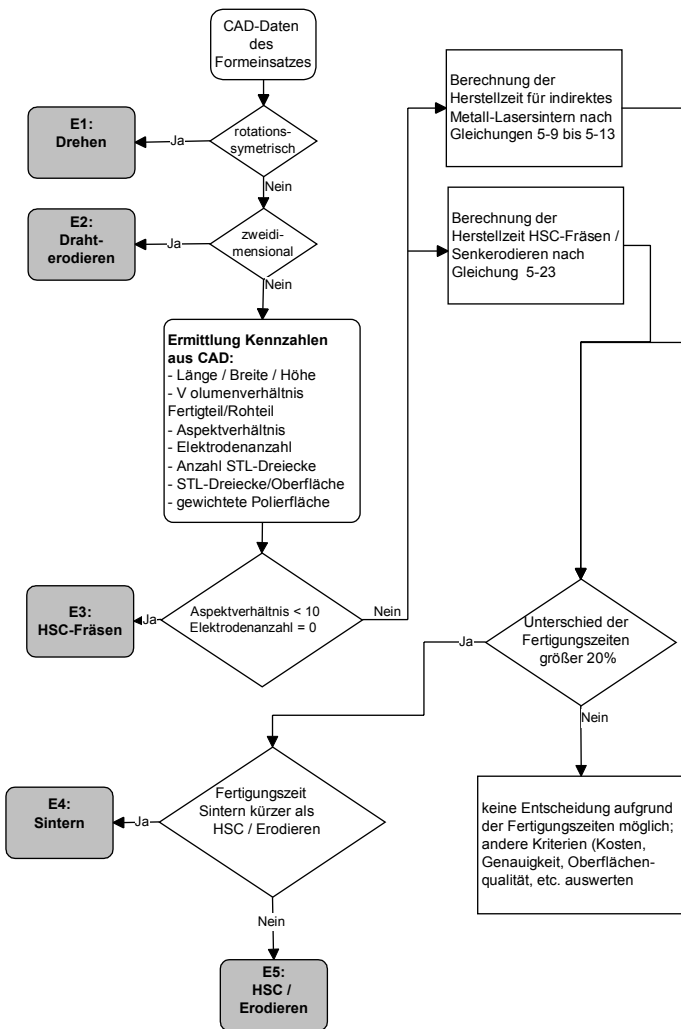 CAD-Daten
des
Formeinsatzes
rotations-
symetrisch
Ja
E1:
Drehen
Nein
zweidi-
mensional
Ja
E2:
Draht-
erodieren
Nein
Ermittlung Kennzahlen
aus CAD:
- Länge / Breite / Höhe
- V olumenverhältnis
Fertigteil/Rohteil
- Aspektverhältnis
- Elektrodenanzahl
- Anzahl STL-Dreiecke
- STL-Dreiecke/Oberfläche
- gewichtete Polierfläche
Aspektverhältnis < 10
Elektrodenanzahl = 0
Ja
E3:
HSC-Fräsen
Nein
Berechnung der
Herstellzeit für indirektes
Metall-Lasersintern nach
Gleichungen 5-9 bis 5-13
Berechnung der
Herstellzeit HSC-Fräsen /
Senkerodieren nach
Gleichung 5-23
Unterschied der
Fertigungszeiten
größer 20%
Ja
Nein
keine Entscheidung aufgrund
der Fertigungszeiten möglich;
andere Kriterien (Kosten,
Genauigkeit, Oberflächen-
qualität, etc. auswerten
Fertigungszeit
Sintern kürzer als
HSC / Erodieren
Ja
E4:
Sintern
Nein
E5:
HSC /
Erodieren